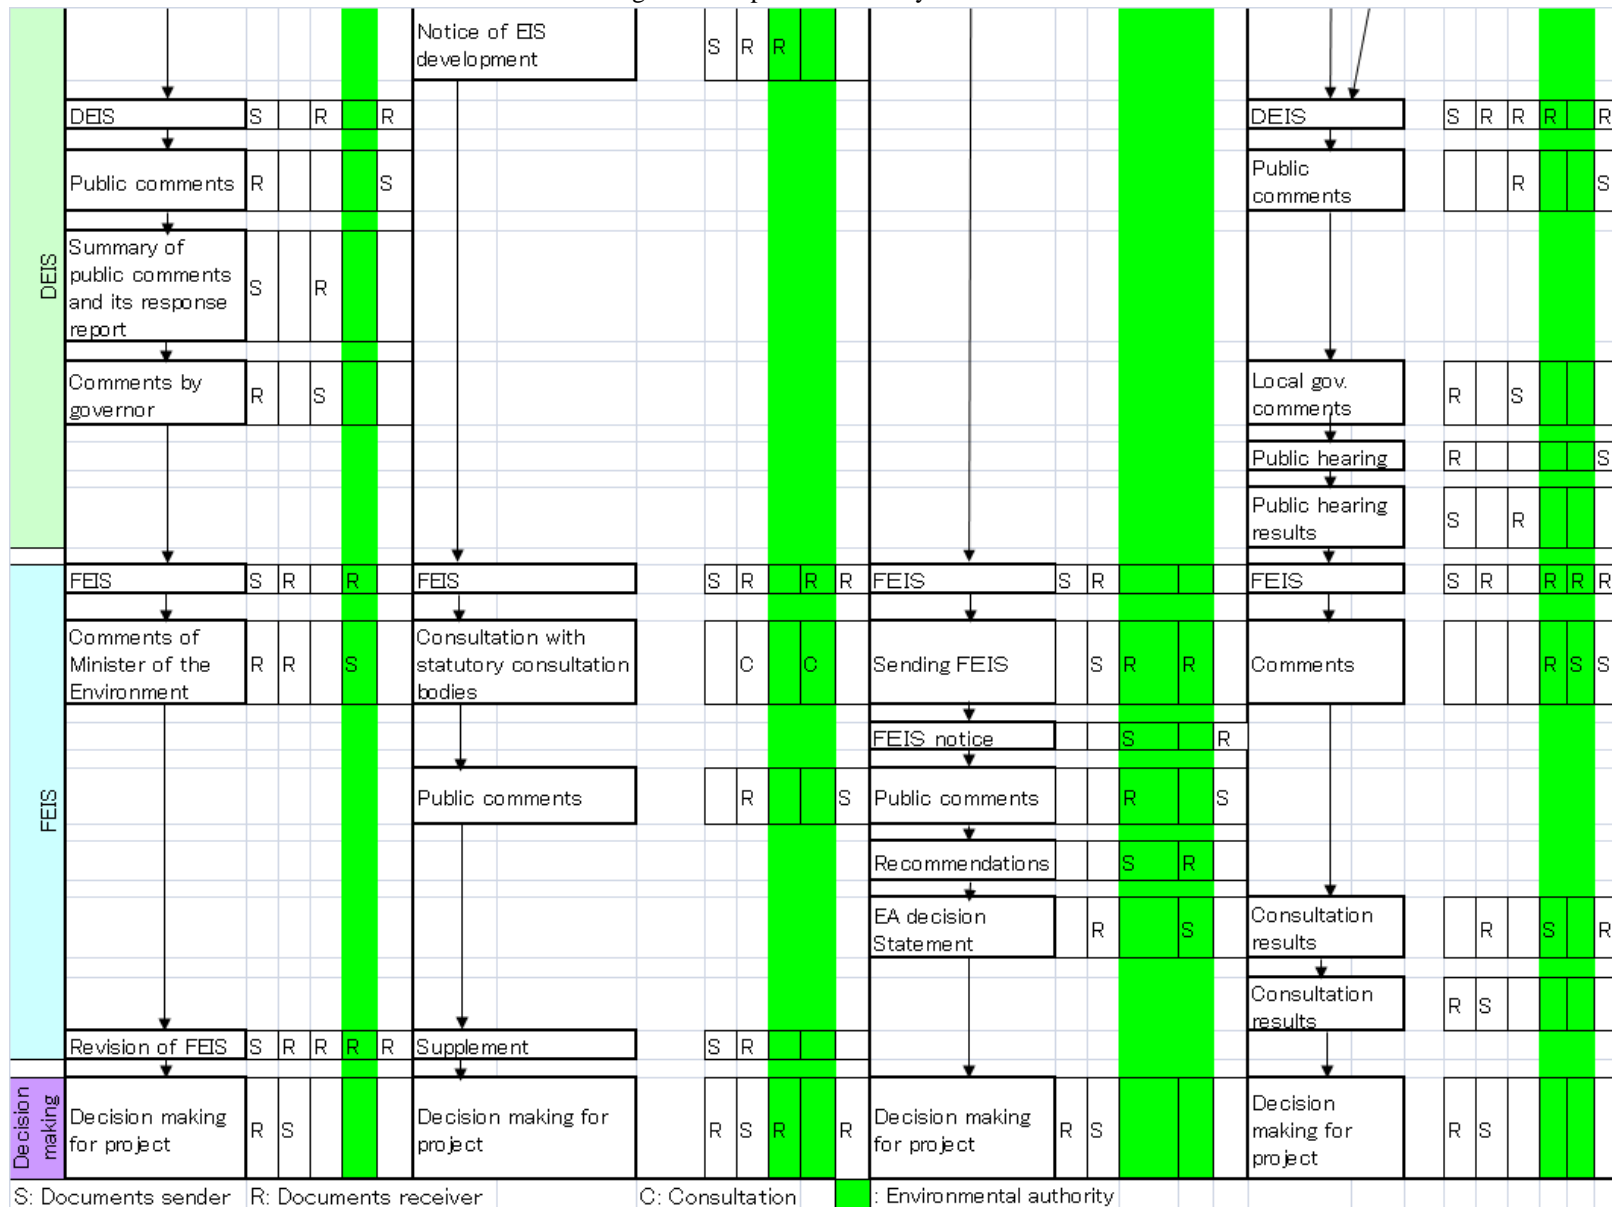 Notice of EIS
development
S R R
DEIS
S R R
DEIS
S R R R R
Public comments
R S
Public
comments
R S
Summary of
public comments
and its response
report
S R
DEIS
Comments by
governor
R S
Local gov.
comments
R S
Public hearing
R S
Public hearing
results
S R
FEIS
S R R
FEIS
S R R R
FEIS
S R
FEIS
S R R R R
Comments of
Minister of the
Environment
R R S
Consultation with
statutory consultation
bodies
C C
Sending FEIS
S R R
Comments
R S S
FEIS notice
S R
FEIS
Public comments
R S
Public comments
R S
Recommendations
S R
EA decision
Statement
R S
Consultation
results
R S R
Consultation
results
R S
Revision of FEIS
S R R R R
Supplement
S R
Decision
making
Decision making
for project
R S
Decision making for
project
R S R R
Decision making
for project
R S
Decision
making for
project
R S
S: Documents sender R: Documents receiver C: Consultation : Environmental authority